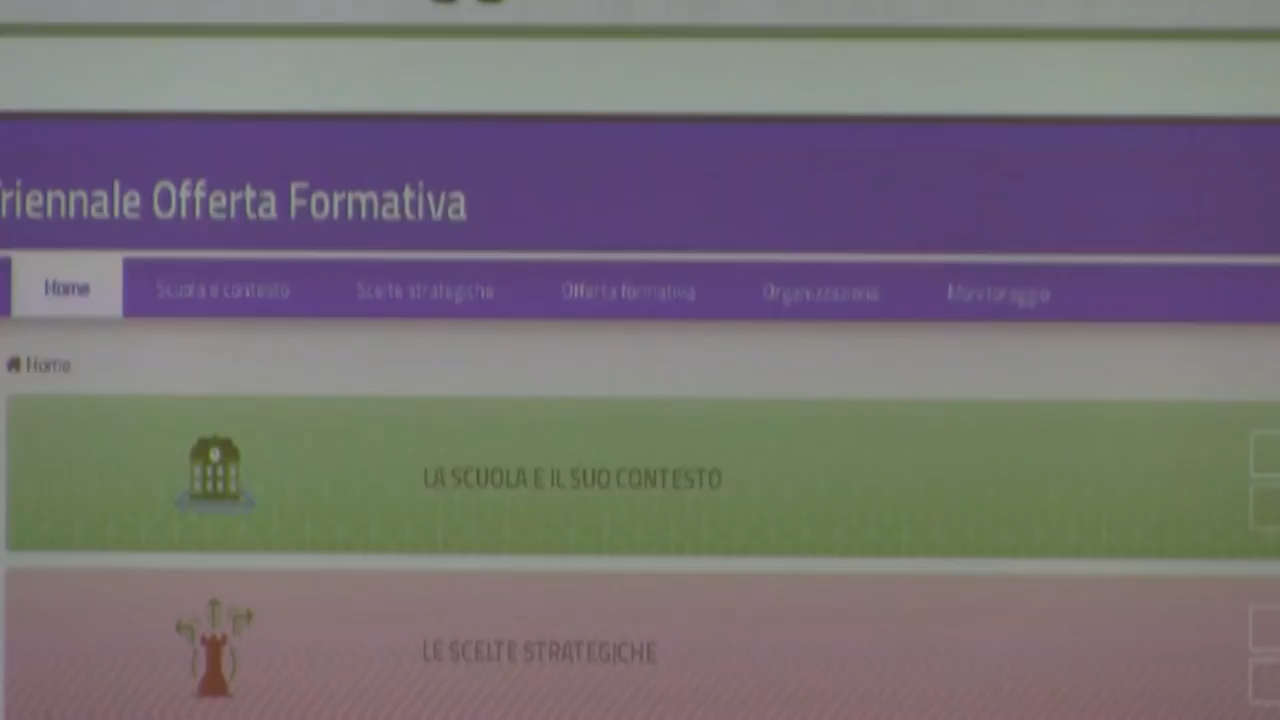 riennale Offerta Formativa
Home
Scuola e contesto
Scelte strategiche
Offerta formativa
Organizzazione
Monitoraggio
Home
LA SCUOLA E IL SUO CONTESTO
LE SCELTE STRATEGICHE